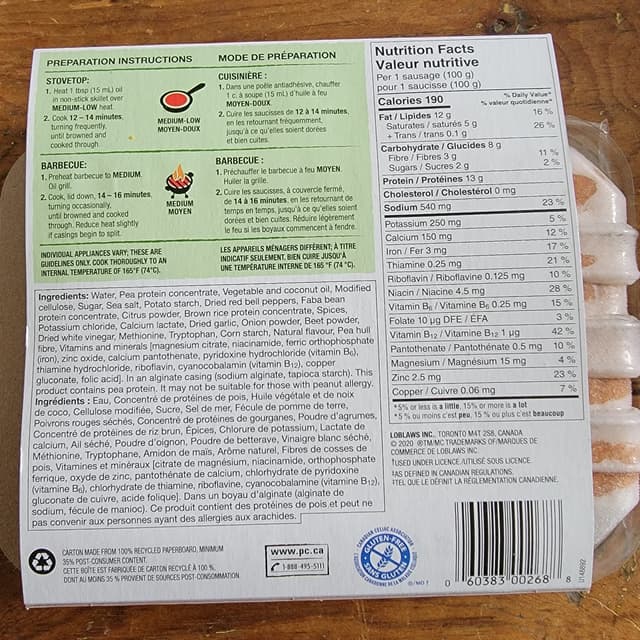 PREPARATION INSTRUCTIONS
STOVETOP:
1. Heat 1 tbsp (15 mL) oil
in non-stick skillet over
MEDIUM-LOW heat.
2. Cook 12 – 14 minutes,
turning frequently,
until browned and
cooked through.
MEDIUM-LOW
MOYEN-DOUX
BARBECUE:
1. Preheat barbecue to MEDIUM.
Oil grill.
2. Cook, lid down, 14 – 16 minutes,
turning occasionally,
until browned and cooked
through. Reduce heat slightly
if casings begin to split.
MEDIUM
MOYEN
INDIVIDUAL APPLIANCES VARY; THESE ARE
GUIDELINES ONLY. COOK THOROUGHLY TO AN
INTERNAL TEMPERATURE OF 165°F (74°C).
MODE DE PRÉPARATION
CUISINIÈRE :
1. Dans une poêle antiadhésive, chauffer
1 c. à soupe (15 mL) d'huile à feu
MOYEN-DOUX.
2. Cuire les saucisses de 12 à 14 minutes,
en les retournant fréquemment,
jusqu'à ce qu'elles soient dorées
et bien cuites.
BARBECUE :
1. Préchauffer le barbecue à feu MOYEN.
Huiler la grille.
2. Cuire les saucisses, à couvercle fermé,
de 14 à 16 minutes, en les retournant de
temps en temps, jusqu'à ce qu'elles soient
dorées et bien cuites. Réduire légèrement
le feu si les boyaux commencent à fendre.
LES APPAREILS MÉNAGERS DIFFÈRENT; À TITRE
INDICATIF SEULEMENT. BIEN CUIRE JUSQU'À
UNE TEMPÉRATURE INTERNE DE 165 °F (74 °C).
Ingredients: Water, Pea protein concentrate, Vegetable and coconut oil, Modified
cellulose, Sugar, Sea salt, Potato starch, Dried red bell peppers, Faba bean
protein concentrate, Citrus powder, Brown rice protein concentrate, Spices,
Potassium chloride, Calcium lactate, Dried garlic, Onion powder, Beet powder,
Dried white vinegar, Methionine, Tryptophan, Corn starch, Natural flavour, Pea hull
fibre, Vitamins and minerals [magnesium citrate, niacinamide, ferric orthophosphate
(iron), zinc oxide, calcium pantothenate, pyridoxine hydrochloride (vitamin B₆),
thiamine hydrochloride, riboflavin, cyanocobalamin (vitamin B₁₂), copper
gluconate, folic acid]. In an alginate casing (sodium alginate, tapioca starch). This
product contains pea protein. It may not be suitable for those with peanut allergy.
Ingrédients : Eau, Concentré de protéines de pois, Huile végétale et de noix
de coco, Cellulose modifiée, Sucre, Sel de mer, Fécule de pomme de terre,
Poivrons rouges séchés, Concentré de protéines de gourganes, Poudre d'agrumes,
Concentré de protéines de riz brun, Épices, Chlorure de potassium, Lactate de
calcium, Ail séché, Poudre d'oignon, Poudre de betterave, Vinaigre blanc séché,
Méthionine, Tryptophane, Amidon de maïs, Arôme naturel, Fibres de cosses de
pois, Vitamines et minéraux [citrate de magnésium, niacinamide, orthophosphate
ferrique, oxyde de zinc, pantothénate de calcium, chlorhydrate de pyridoxine
(vitamine B₆), chlorhydrate de thiamine, riboflavine, cyanocobalamine (vitamine B₁₂),
gluconate de cuivre, acide folique]. Dans un boyau d'alginate (alginate de
sodium, fécule de manioc). Ce produit contient des protéines de pois et peut ne
pas convenir aux personnes ayant des allergies aux arachides.
CARTON MADE FROM 100% RECYCLED PAPERBOARD, MINIMUM
35% POST-CONSUMER CONTENT.
CETTE BOÎTE EST FABRIQUÉE DE CARTON RECYCLÉ À 100 %,
DONT AU MOINS 35 % PROVIENT DE SOURCES POST-CONSOMMATION.
www.pc.ca
1-888-495-5111
Nutrition Facts
Valeur nutritive
Per 1 sausage (100 g)
pour 1 saucisse (100 g)
Calories 190
% Daily Value*
% valeur quotidienne*
Fat / Lipides 12 g 16 %
Saturates / saturés 5 g
+ Trans / trans 0.1 g 26 %
Carbohydrate / Glucides 8 g
Fibre / Fibres 3 g 11 %
Sugars / Sucres 2 g 2 %
Protein / Protéines 13 g
Cholesterol / Cholestérol 0 mg
Sodium 540 mg 23 %
Potassium 250 mg 5 %
Calcium 150 mg 12 %
Iron / Fer 3 mg 17 %
Thiamine 0.25 mg 21 %
Riboflavin / Riboflavine 0.125 mg 10 %
Niacin / Niacine 4.5 mg 28 %
Vitamin B₆ / Vitamine B₆ 0.25 mg 15 %
Folate 10 µg DFE / ÉFA 3 %
Vitamin B₁₂ / Vitamine B₁₂ 1 µg 42 %
Pantothenate / Pantothénate 0.5 mg 10 %
Magnesium / Magnésium 15 mg 4 %
Zinc 2.5 mg 23 %
Copper / Cuivre 0.06 mg 7 %
*5% or less is a little, 15% or more is a lot
*5 % ou moins c'est peu, 15 % ou plus c'est beaucoup
LOBLAWS INC., TORONTO M4T 2S8, CANADA
© 2020 ®TM/MC TRADEMARKS OF/MARQUES DE
COMMERCE DE LOBLAWS INC.
†USED UNDER LICENCE./UTILISÉ SOUS LICENCE.
‡AS DEFINED IN CANADIAN REGULATIONS.
‡TEL QUE LE DÉFINIT LA RÉGLEMENTATION CANADIENNE.
CANADIAN CELIAC ASSOCIATION
GLUTEN-FREE
SANS GLUTEN
®/MD †
0 60383 00268 8